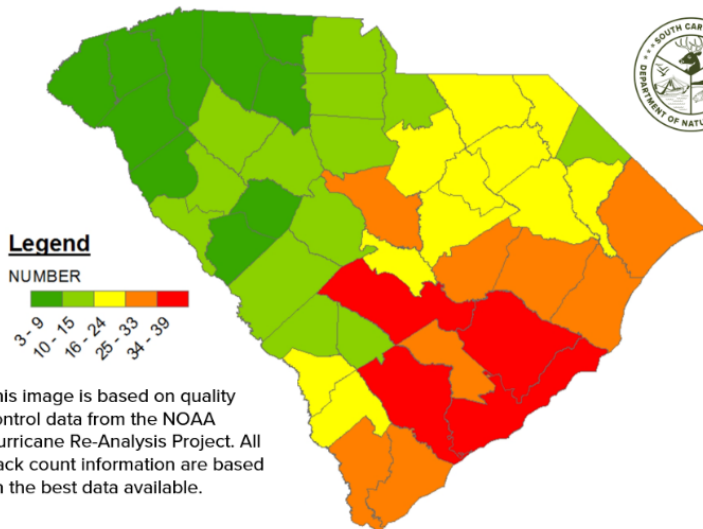 SOUTH CAR
DEPARTMENT OF NATU
Legend
NUMBER
3 - 9
10 - 15
16 - 24
25 - 33
34 - 39
his image is based on quality
ontrol data from the NOAA
urricane Re-Analysis Project. All
ack count information are based
n the best data available.